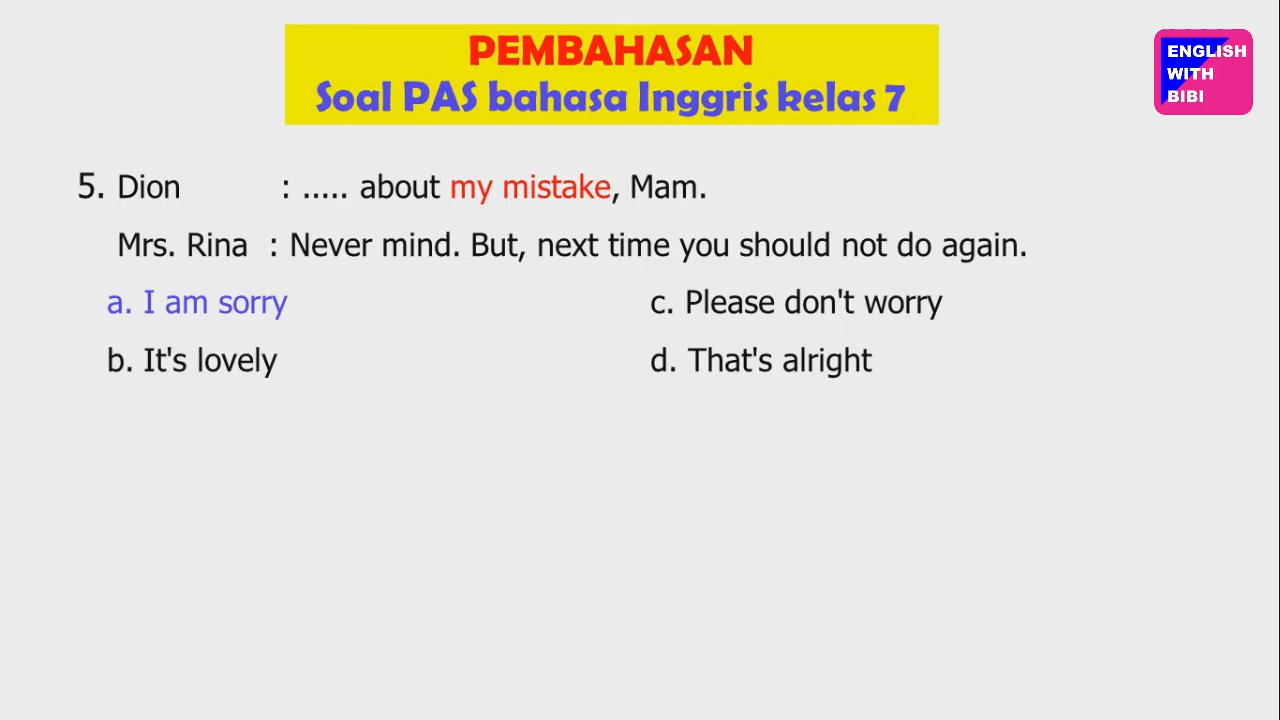 PEMBAHASAN
Soal PAS bahasa Inggris kelas 7
ENGLISH
WITH
BIBI
5. Dion : ..... about my mistake, Mam.
Mrs. Rina : Never mind. But, next time you should not do again.
a. I am sorry c. Please don't worry
b. It's lovely d. That's alright